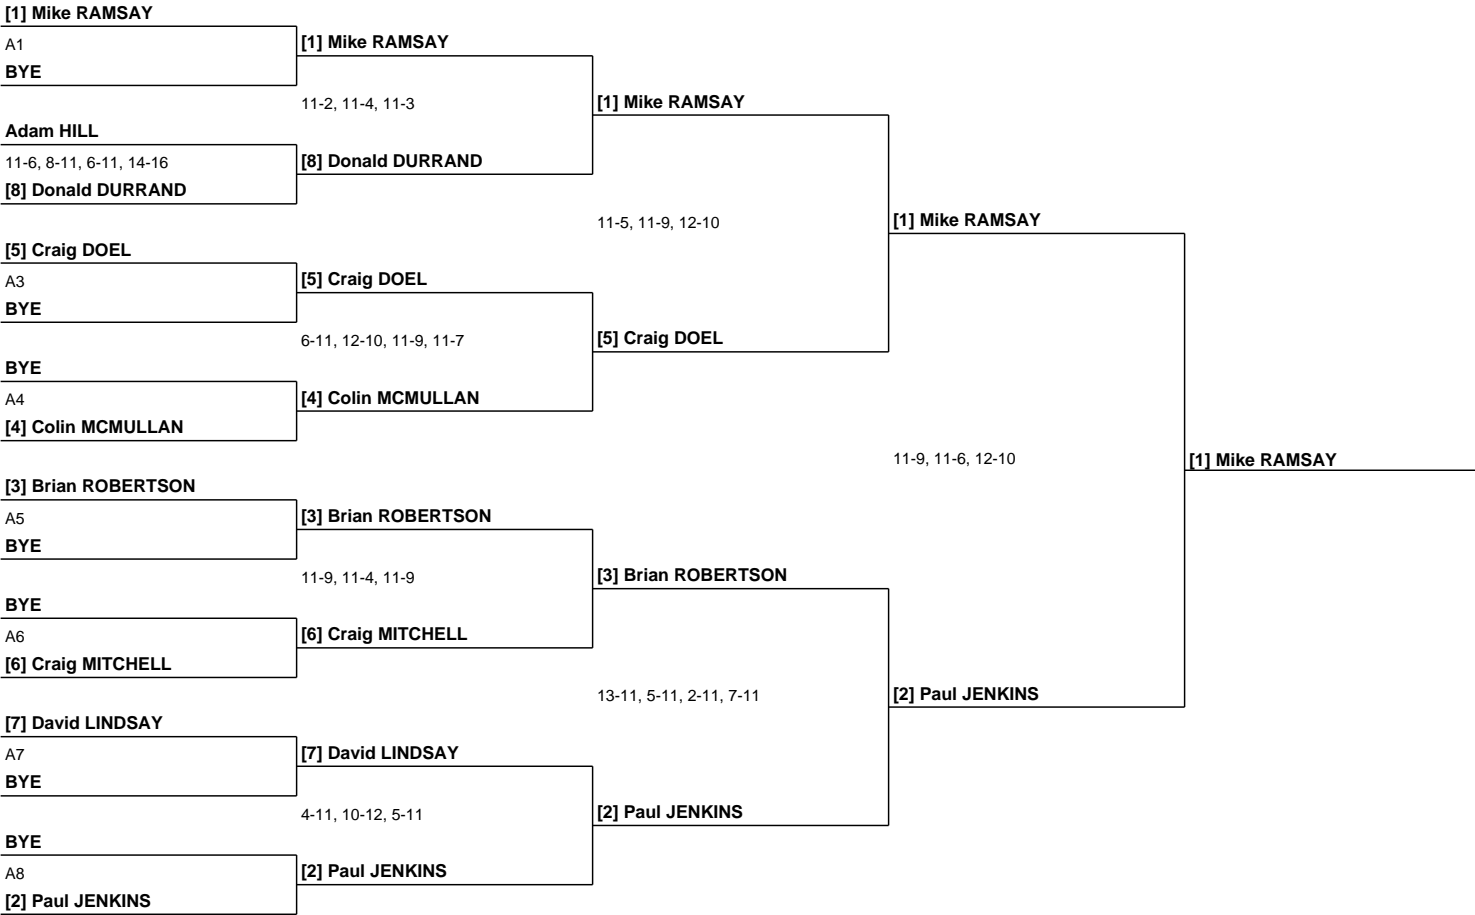 [1] Mike RAMSAY
A1
[1] Mike RAMSAY
BYE
11-2, 11-4, 11-3
[1] Mike RAMSAY
Adam HILL
11-6, 8-11, 6-11, 14-16
[8] Donald DURRAND
[8] Donald DURRAND
11-5, 11-9, 12-10
[1] Mike RAMSAY
[5] Craig DOEL
A3
[5] Craig DOEL
BYE
6-11, 12-10, 11-9, 11-7
[5] Craig DOEL
BYE
A4
[4] Colin MCMULLAN
[4] Colin MCMULLAN
11-9, 11-6, 12-10
[1] Mike RAMSAY
[3] Brian ROBERTSON
A5
[3] Brian ROBERTSON
BYE
11-9, 11-4, 11-9
[3] Brian ROBERTSON
BYE
A6
[6] Craig MITCHELL
[6] Craig MITCHELL
13-11, 5-11, 2-11, 7-11
[2] Paul JENKINS
[7] David LINDSAY
A7
[7] David LINDSAY
BYE
4-11, 10-12, 5-11
[2] Paul JENKINS
BYE
A8
[2] Paul JENKINS
[2] Paul JENKINS